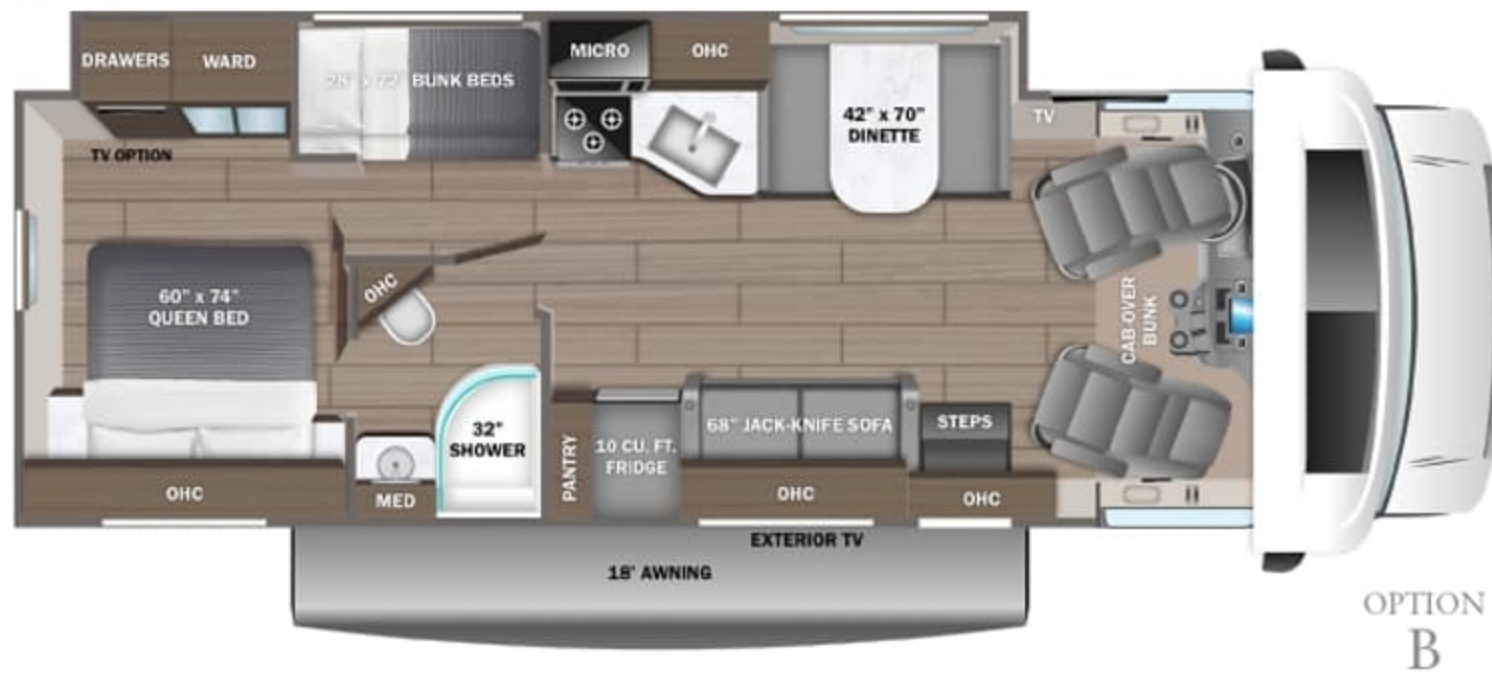 DRAWERS
WARD
28" x 72" BUNK BEDS
MICRO
OHC
42" x 70"
DINETTE
TV
TV OPTION
60" x 74"
QUEEN BED
OHC
CAB-OVER
BUNK
32"
SHOWER
PANTRY
10 CU. FT.
FRIDGE
68" JACK-KNIFE SOFA
STEPS
OHC
MED
OHC
OHC
EXTERIOR TV
18' AWNING
OPTION
B